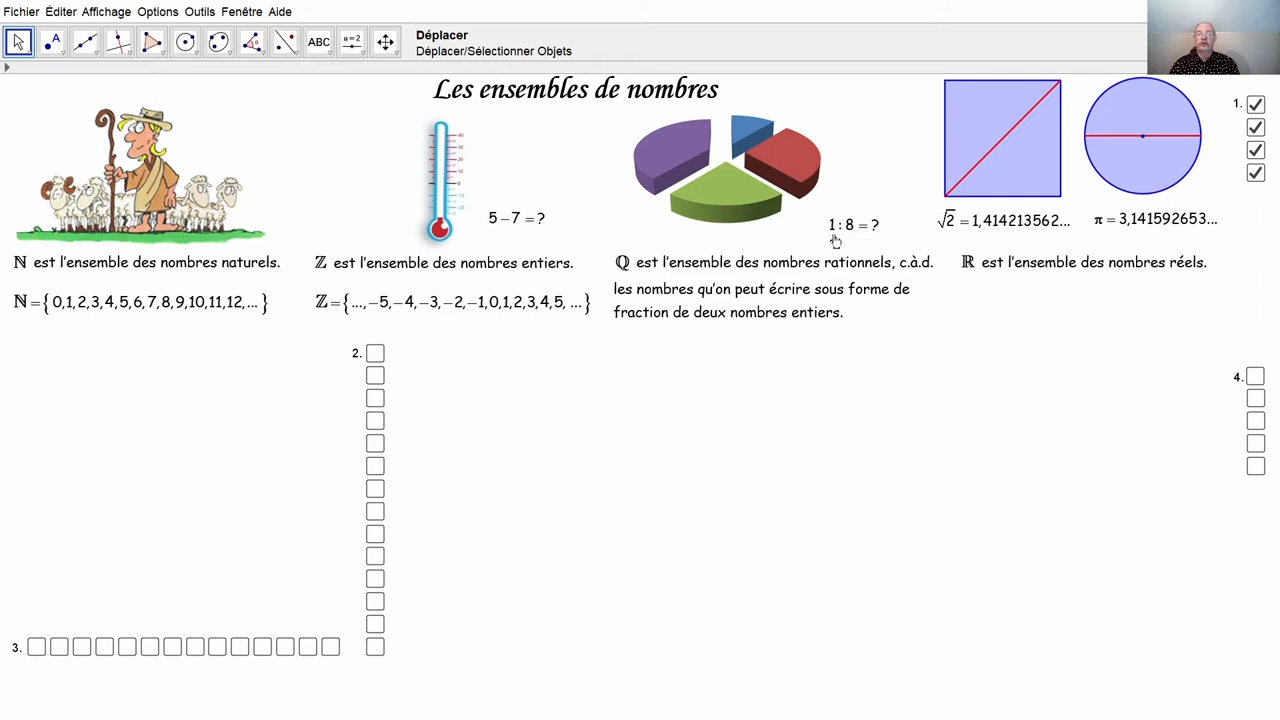 Fichier Éditer Affichage Options Outils Fenêtre Aide
ABC
a=2
A
Déplacer
Déplacer/Sélectionner Objets
Les ensembles de nombres
5 – 7 = ?
1 : 8 = ?
√2 = 1,414213562...
π = 3,141592653...
1.
ℕ est l'ensemble des nombres naturels.
ℕ = { 0,1,2,3,4,5,6,7,8,9,10,11,12,... }
ℤ est l'ensemble des nombres entiers.
ℤ = { ...,−5,−4,−3,−2,−1,0,1,2,3,4,5, ... }
ℚ est l'ensemble des nombres rationnels, c.à.d.
les nombres qu'on peut écrire sous forme de
fraction de deux nombres entiers.
ℝ est l'ensemble des nombres réels.
2.
3.
4.